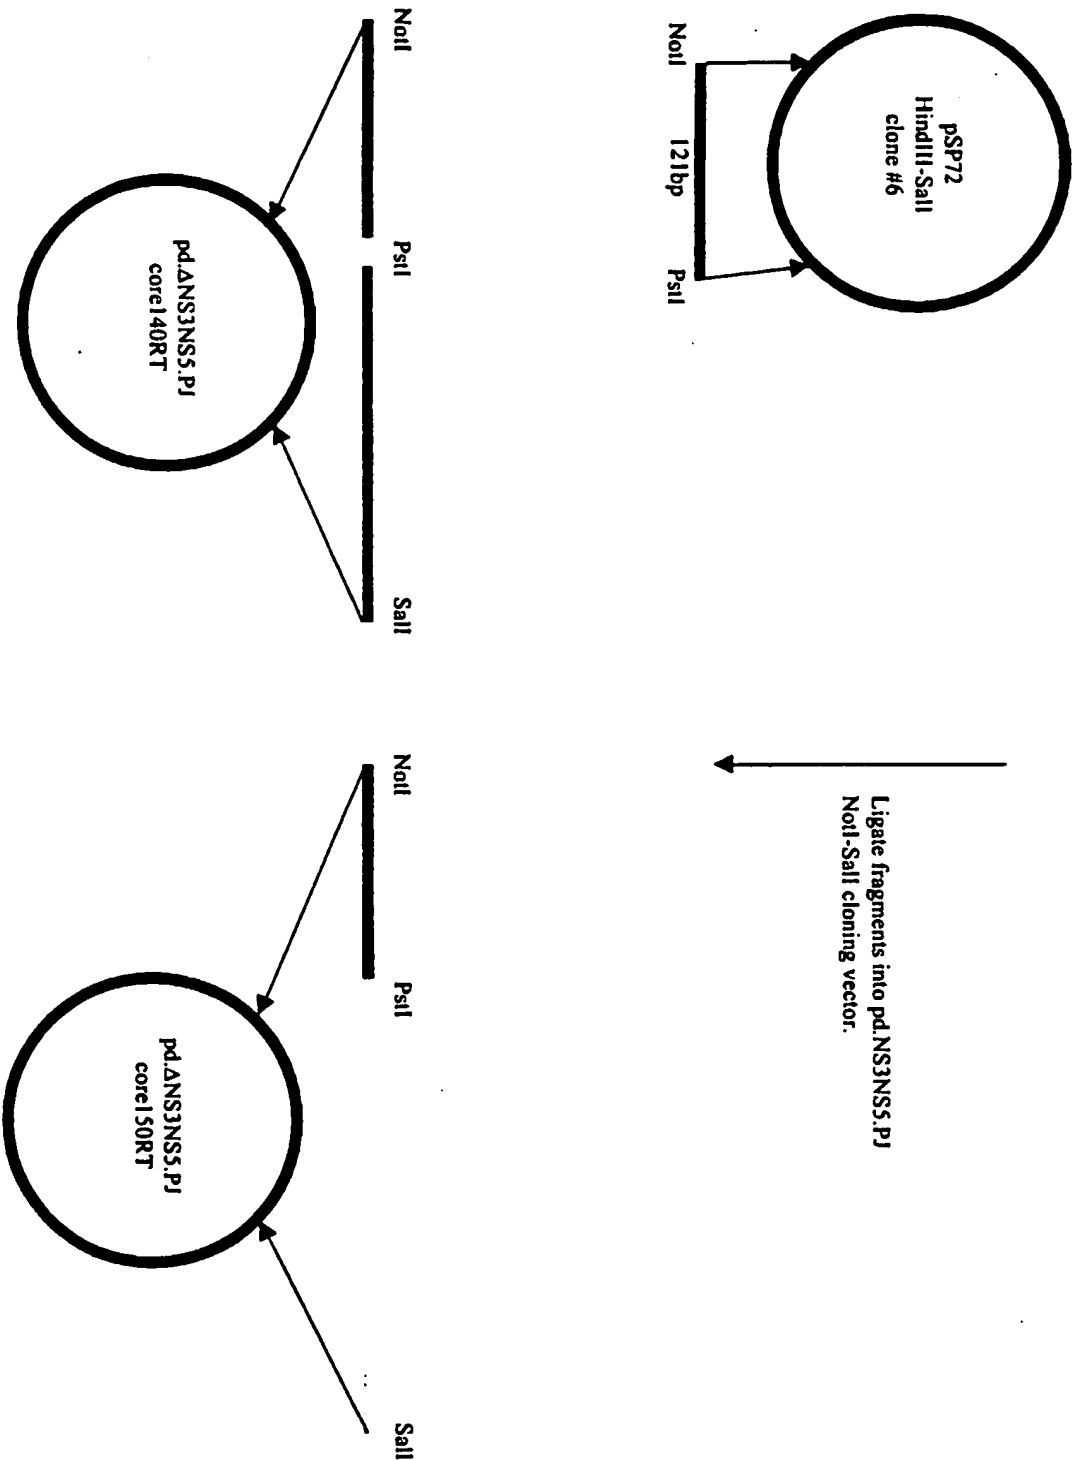 pSP72
HindIII-SalI
clone #6
NotI
121bp
PstI
Ligate fragments into pd.NS3NS5.PJ
NotI-SalI cloning vector.
NotI
PstI
SalI
pd.ΔNS3NS5.PJ
core140RT
NotI
PstI
SalI
pd.ΔNS3NS5.PJ
core150RT